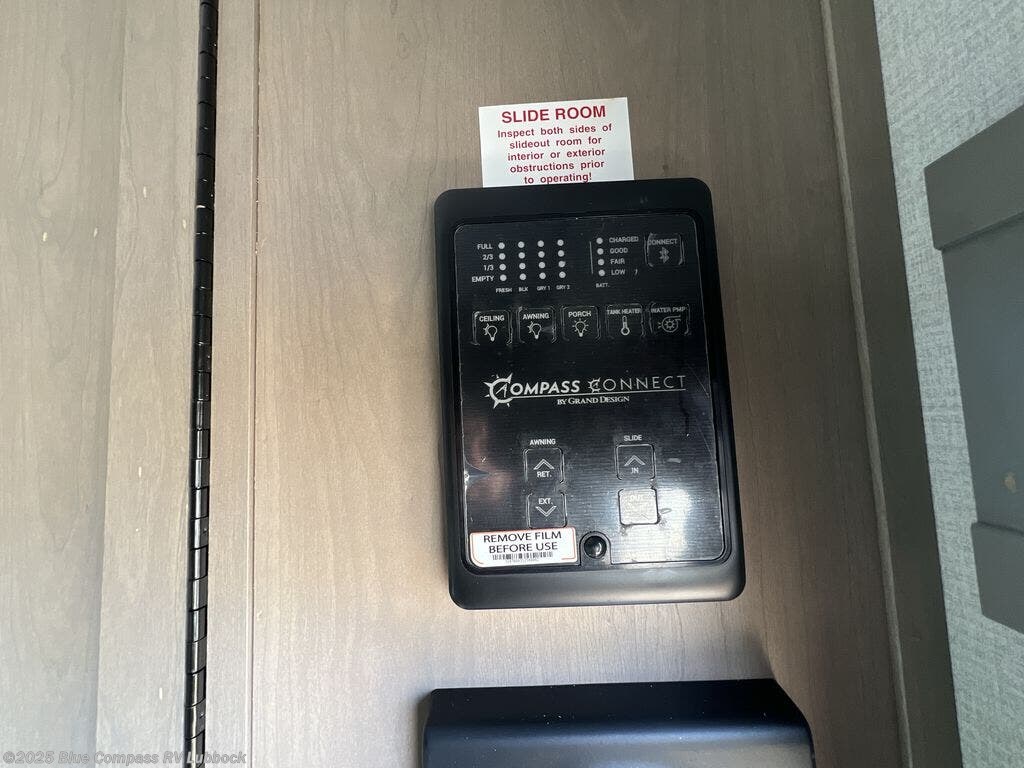 SLIDE ROOM
Inspect both sides of
slideout room for
interior or exterior
obstructions prior
to operating!
FULL
2/3
1/3
EMPTY
FRESH BLK GRY 1 GRY 2
CHARGED
GOOD
FAIR
LOW
BATT.
CONNECT
CEILING AWNING PORCH TANK HEATER WATER PMP
COMPASS CONNECT
BY GRAND DESIGN
AWNING
RET.
EXT.
SLIDE
IN
OUT
REMOVE FILM
BEFORE USE
©2025 Blue Compass RV Lubbock